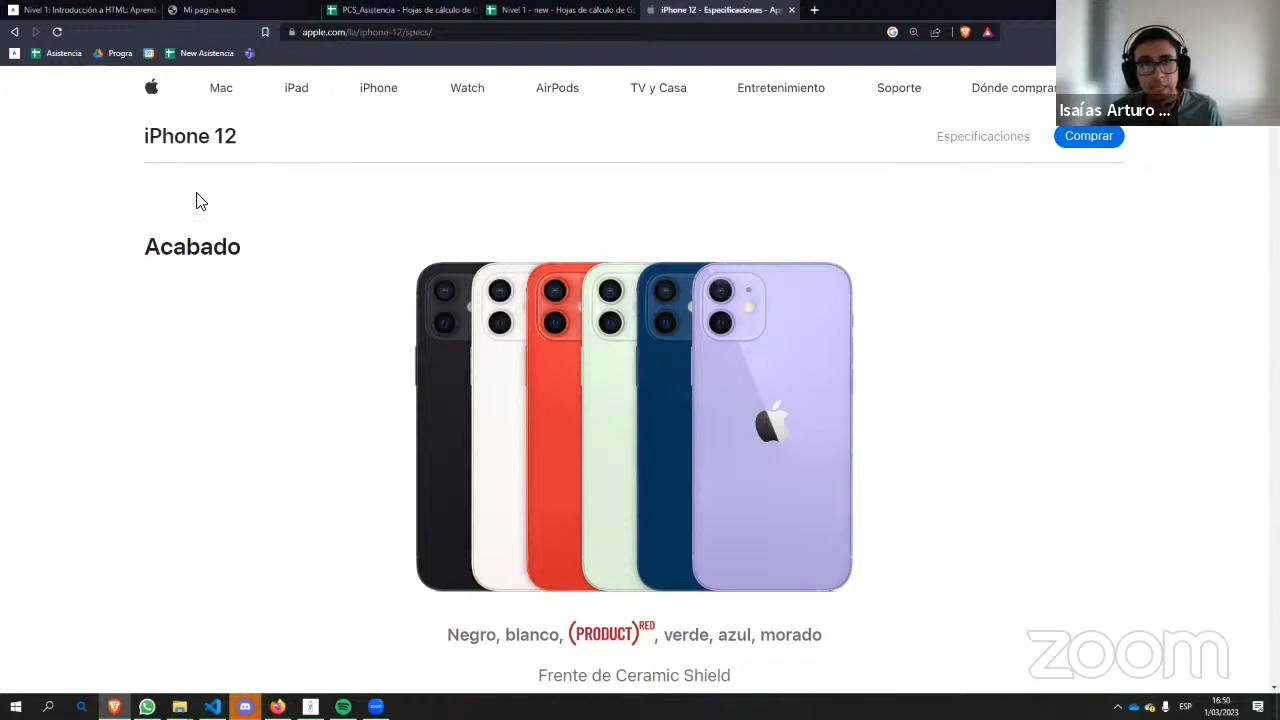 Nivel 1: Introducción a HTML: Aprend
Mi pagina web
PCS_Asistencia - Hojas de cálculo de G
Nivel 1 - new - Hojas de cálculo de Go
iPhone 12 - Especificaciones - App
apple.com/la/iphone-12/specs/
Asistencia
Progra
New Asistencia
Mac
iPad
iPhone
Watch
AirPods
TV y Casa
Entretenimiento
Soporte
Dónde comprar
Isaías Arturo ...
iPhone 12
Especificaciones
Comprar
Acabado
Negro, blanco, (PRODUCT)RED, verde, azul, morado
Frente de Ceramic Shield
zoom
zoom
ESP
16:50
1/03/2023